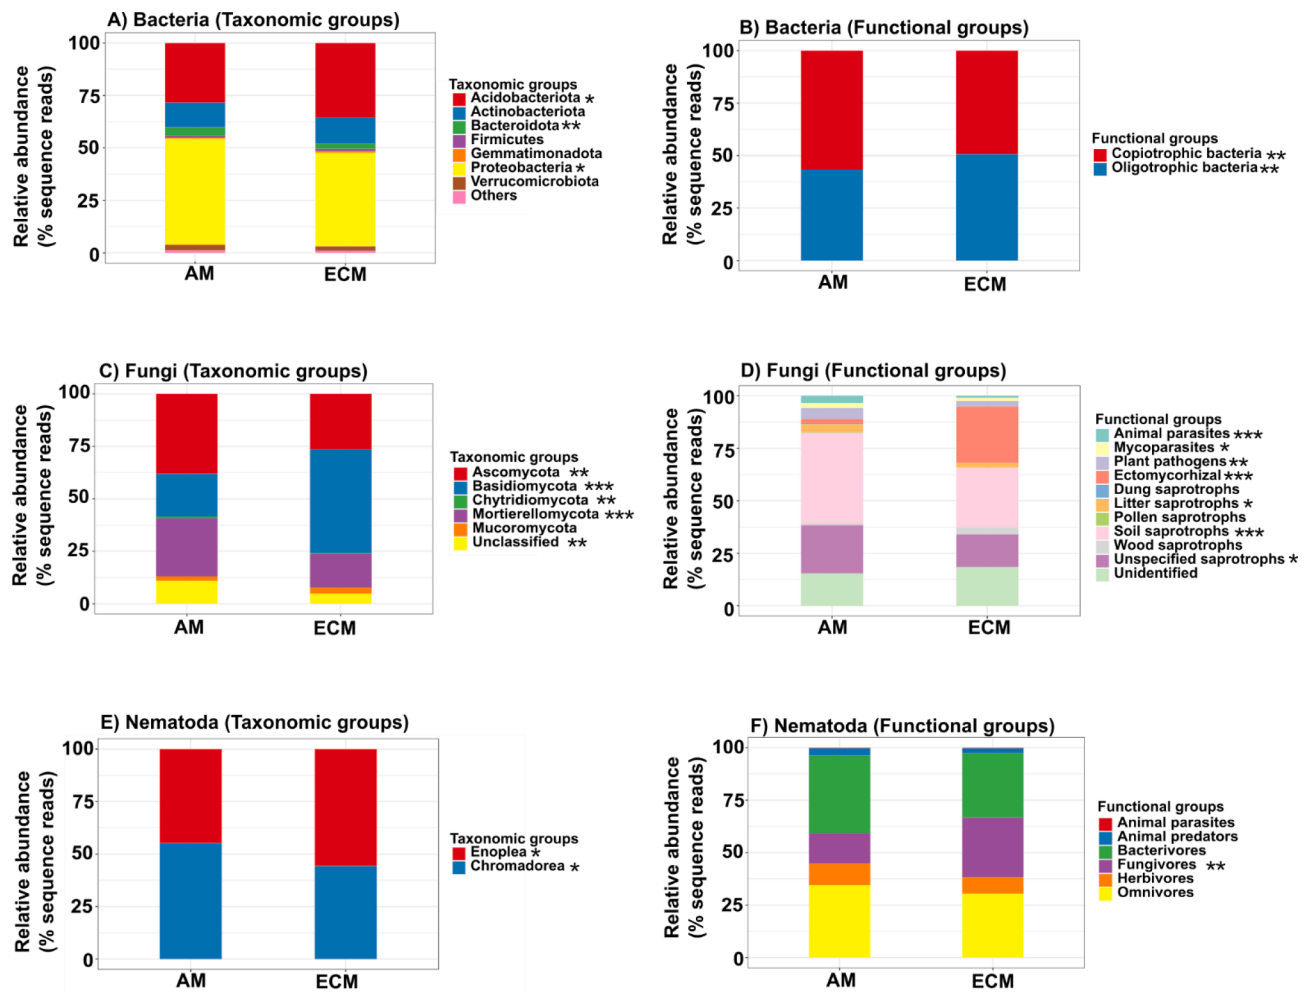 A) Bacteria (Taxonomic groups)
Relative abundance
(% sequence reads)
100
75
50
25
0
AM ECM
Taxonomic groups
Acidobacteriota *
Actinobacteriota
Bacteroidota **
Firmicutes
Gemmatimonadota
Proteobacteria *
Verrucomicrobiota
Others
B) Bacteria (Functional groups)
Relative abundance
(% sequence reads)
100
75
50
25
0
AM ECM
Functional groups
Copiotrophic bacteria **
Oligotrophic bacteria **
C) Fungi (Taxonomic groups)
Relative abundance
(% sequence reads)
100
75
50
25
0
AM ECM
Taxonomic groups
Ascomycota **
Basidiomycota ***
Chytridiomycota **
Mortierellomycota ***
Mucoromycota
Unclassified **
D) Fungi (Functional groups)
Relative abundance
(% sequence reads)
100
75
50
25
0
AM ECM
Functional groups
Animal parasites ***
Mycoparasites *
Plant pathogens **
Ectomycorhizal ***
Dung saprotrophs
Litter saprotrophs *
Pollen saprotrophs
Soil saprotrophs ***
Wood saprotrophs
Unspecified saprotrophs *
Unidentified
E) Nematoda (Taxonomic groups)
Relative abundance
(% sequence reads)
100
75
50
25
0
AM ECM
Taxonomic groups
Enoplea *
Chromadorea *
F) Nematoda (Functional groups)
Relative abundance
(% sequence reads)
100
75
50
25
0
AM ECM
Functional groups
Animal parasites
Animal predators
Bacterivores
Fungivores **
Herbivores
Omnivores